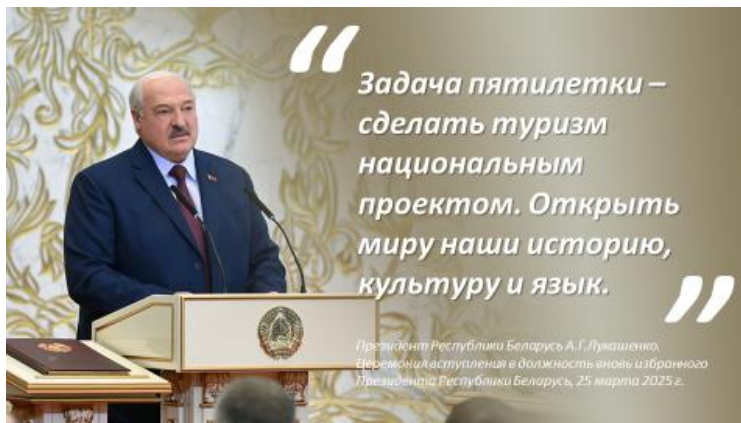 “
Задача пятилетки –
сделать туризм
национальным
проектом. Открыть
миру наши историю,
культуру и язык.
”
Президент Республики Беларусь А.Г.Лукашенко.
Церемония вступления в должность вновь избранного
Президента Республики Беларусь, 25 марта 2025 г.